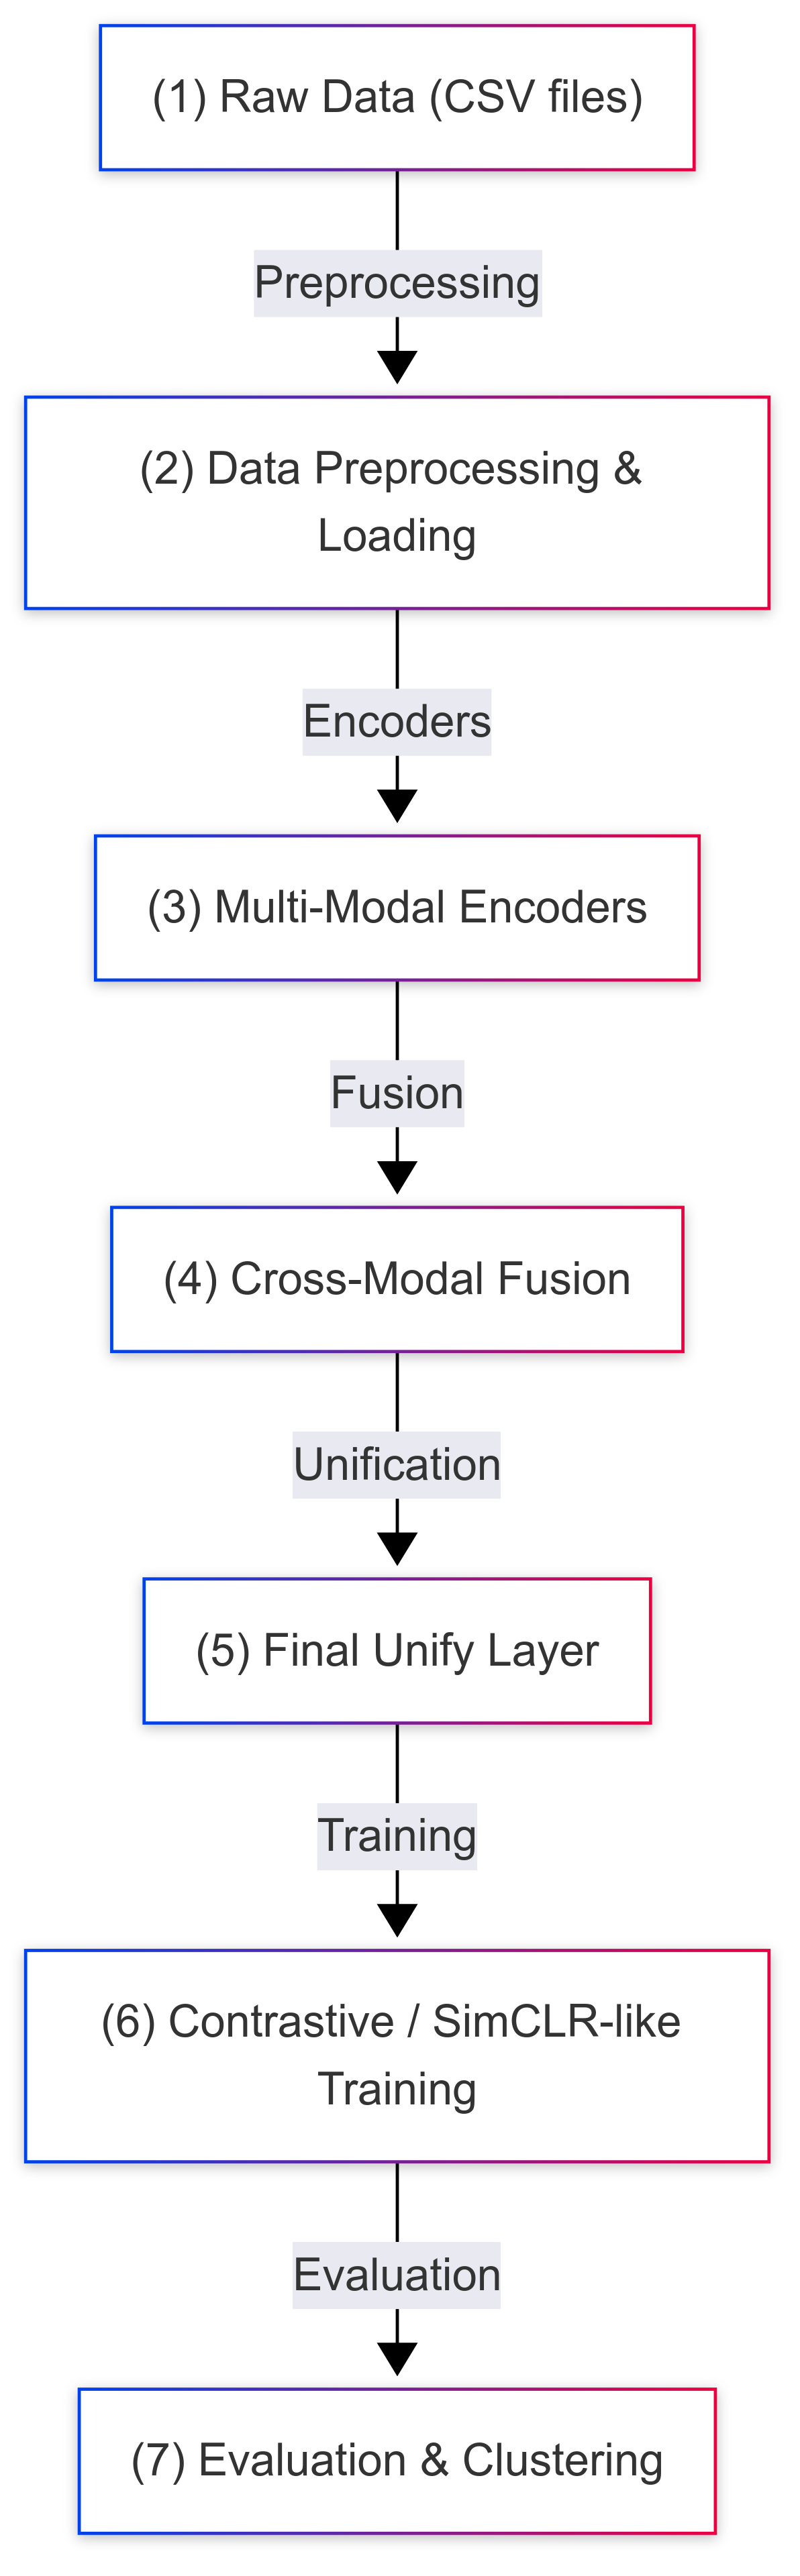 (1) Raw Data (CSV files)
Preprocessing
(2) Data Preprocessing &
Loading
Encoders
(3) Multi-Modal Encoders
Fusion
(4) Cross-Modal Fusion
Unification
(5) Final Unify Layer
Training
(6) Contrastive / SimCLR-like
Training
Evaluation
(7) Evaluation & Clustering